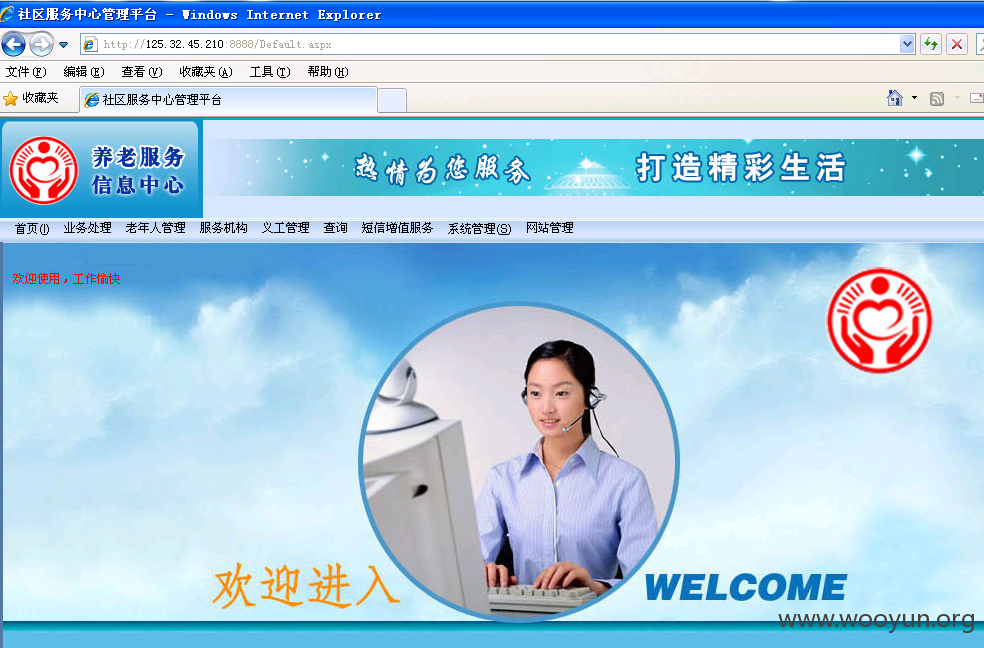 社区服务中心管理平台 - Windows Internet Explorer
http://125.32.45.210:8888/Default.aspx
文件(F) 编辑(E) 查看(V) 收藏夹(A) 工具(T) 帮助(H)
收藏夹 社区服务中心管理平台
养老服务
信息中心
热情为您服务 打造精彩生活
首页(I) 业务处理 老年人管理 服务机构 义工管理 查询 短信增值服务 系统管理(S) 网站管理
欢迎使用，工作愉快
欢迎进入
WELCOME
www.wooyun.org